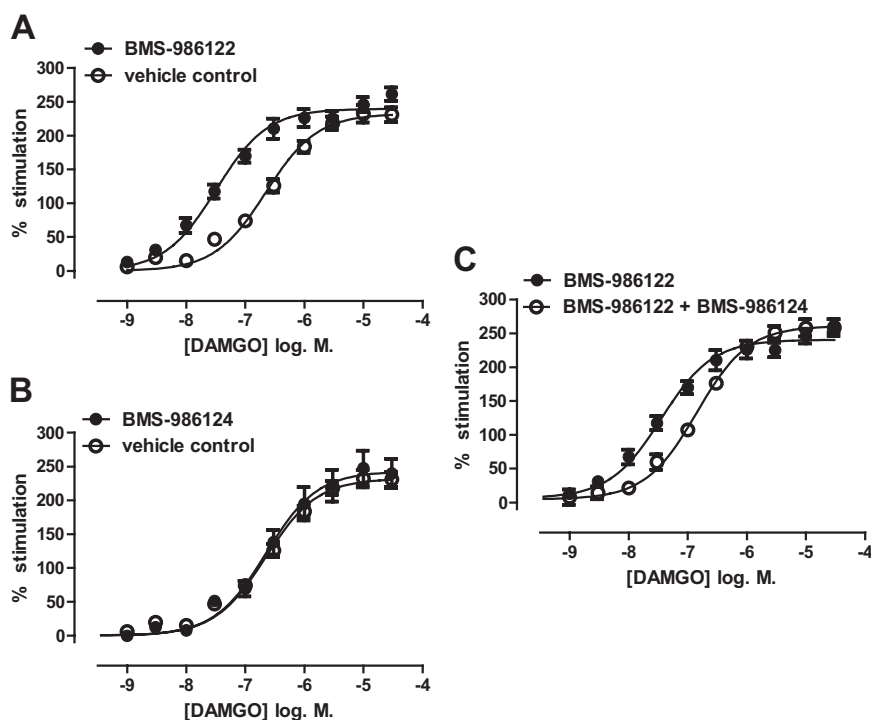 A
BMS-986122
vehicle control
% stimulation
300
250
200
150
100
50
0
-9 -8 -7 -6 -5 -4
[DAMGO] log. M.
B
BMS-986124
vehicle control
% stimulation
300
250
200
150
100
50
0
-9 -8 -7 -6 -5 -4
[DAMGO] log. M.
C
BMS-986122
BMS-986122 + BMS-986124
% stimulation
300
250
200
150
100
50
0
-9 -8 -7 -6 -5 -4
[DAMGO] log. M.